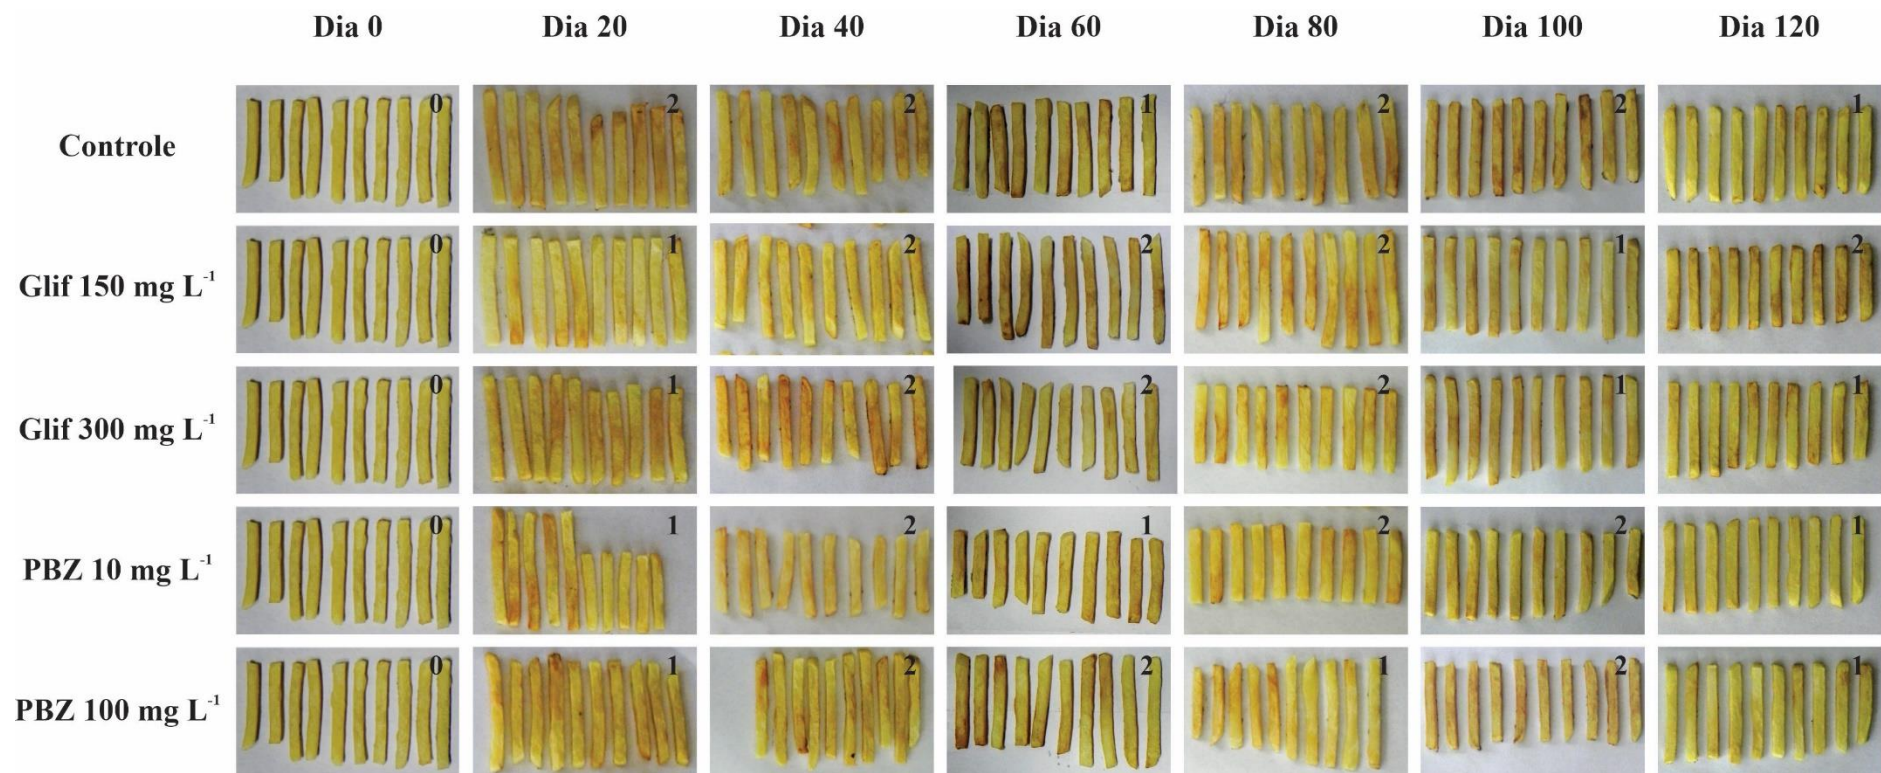 Dia 0 Dia 20 Dia 40 Dia 60 Dia 80 Dia 100 Dia 120
Controle 0 2 2 1 2 2 1
Glif 150 mg L⁻¹ 0 1 2 2 2 1 2
Glif 300 mg L⁻¹ 0 1 2 2 2 1 1
PBZ 10 mg L⁻¹ 0 1 2 1 2 2 1
PBZ 100 mg L⁻¹ 0 1 2 2 1 2 1